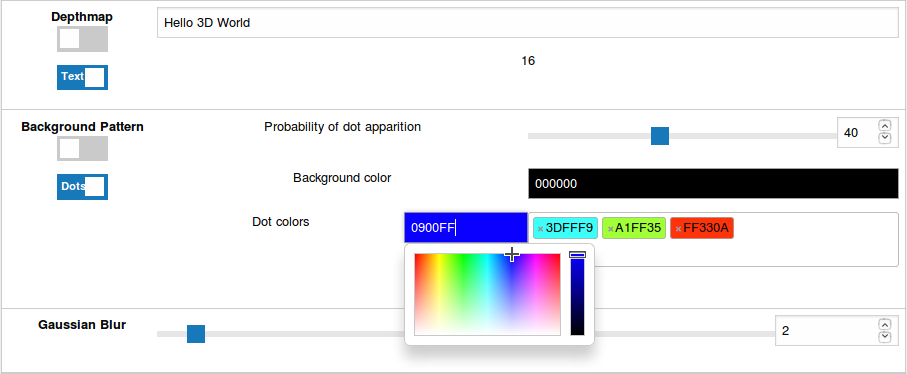 Depthmap
Hello 3D World
16
Text
Background Pattern
Probability of dot apparition
40
Dots
Background color
000000
Dot colors
0900FF
×3DFFF9 ×A1FF35 ×FF330A
Gaussian Blur
2